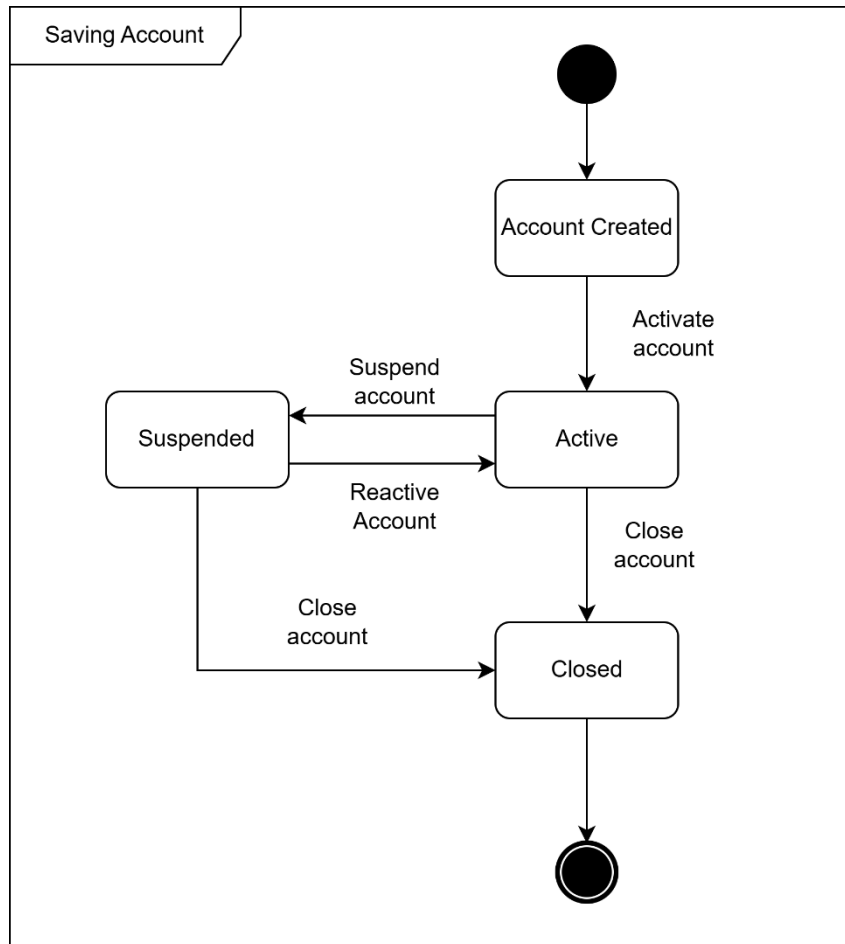 Saving Account
Account Created
Activate
account
Suspend
account
Suspended
Active
Reactive
Account
Close
account
Close
account
Closed